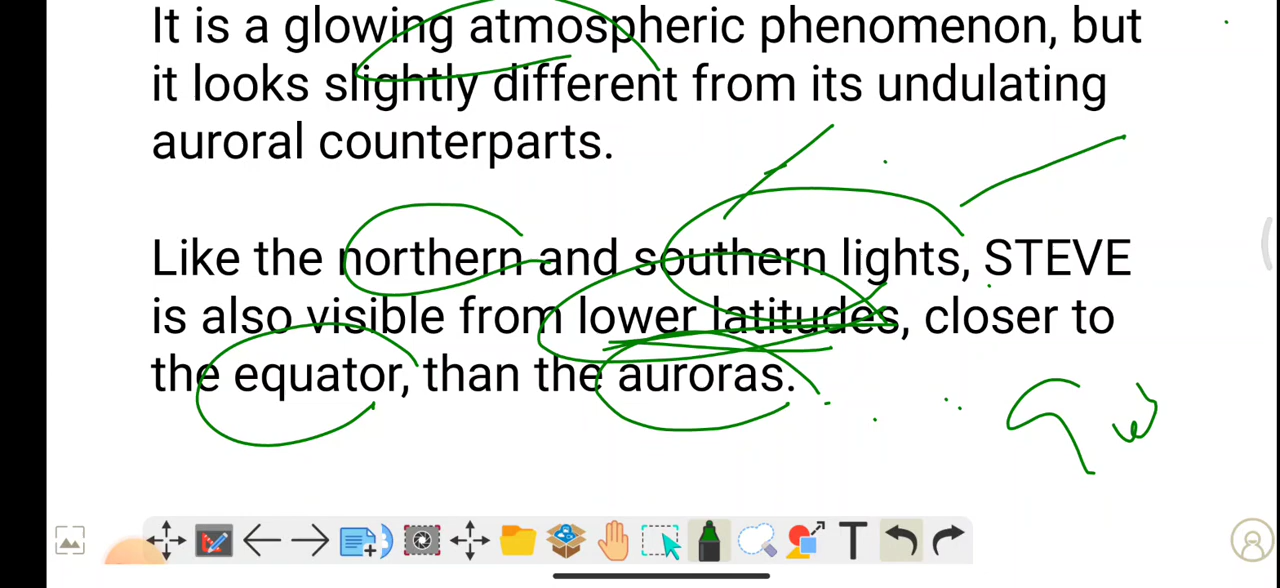 It is a glowing atmospheric phenomenon, but
it looks slightly different from its undulating
auroral counterparts.
Like the northern and southern lights, STEVE
is also visible from lower latitudes, closer to
the equator, than the auroras.